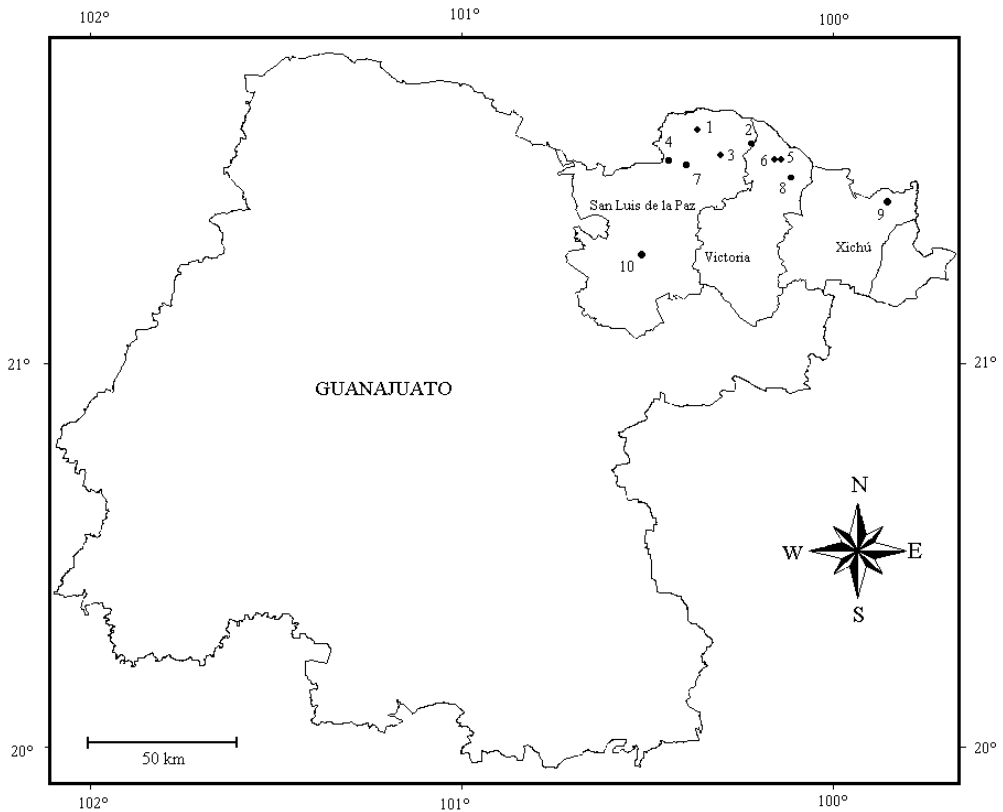 102° 101° 100°
1 2
4 3 6 5
7 8
San Luis de la Paz 9
Victoria Xichú
10
21° 21°
GUANAJUATO
N
W E
S
20° 20°
50 km
102° 101° 100°